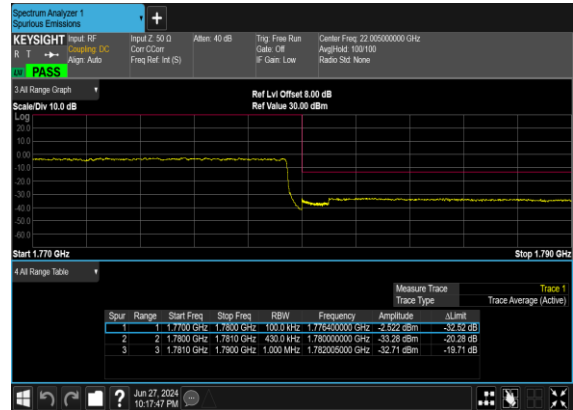 Spectrum Analyzer 1
Spurious Emissions
+
KEYSIGHT Input: RF Input Z: 50 Ω Atten: 40 dB Trig: Free Run Center Freq: 22.005000000 GHz
R T Coupling: DC Corr CCorr Gate: Off Avg|Hold: 100/100
Align: Auto Freq Ref: Int (S) IF Gain: Low Radio Std: None
LW PASS
3 All Range Graph
Ref Lvl Offset 8.00 dB
Scale/Div 10.0 dB Ref Value 30.00 dBm
Log
20.0
10.0
0.00
-10.0
-20.0
-30.0
-40.0
-50.0
-60.0
Start 1.770 GHz Stop 1.790 GHz
4 All Range Table
Measure Trace Trace 1
Trace Type Trace Average (Active)
Spur Range Start Freq Stop Freq RBW Frequency Amplitude ΔLimit
1 1 1.7700 GHz 1.7800 GHz 100.0 kHz 1.776400000 GHz -2.522 dBm -32.52 dB
2 2 1.7800 GHz 1.7810 GHz 430.0 kHz 1.780000000 GHz -33.28 dBm -20.28 dB
3 3 1.7810 GHz 1.7900 GHz 1.000 MHz 1.782005000 GHz -32.71 dBm -19.71 dB
? Jun 27, 2024
10:17:47 PM